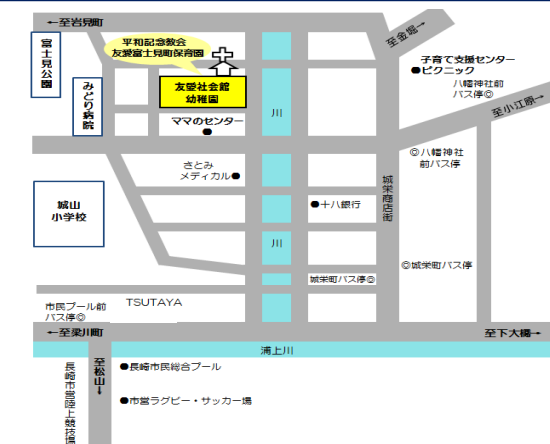 ←至岩見町
至金堀→
富士見公園
平和記念教会
友愛富士見町保育園
子育て支援センター
●ピクニック
八幡神社前
バス停◎
みどり病院
友愛社会館
幼稚園
川
至小江原→
ママのセンター
●
◎八幡神社
前バス停
さとみ
メディカル●
城山
小学校
城栄商店街
●十八銀行
川
◎城栄町バス停
城栄町バス停◎
市民プール前
バス停◎
TSUTAYA
←至梁川町
至下大橋→
浦上川
至松山→
長崎市営陸上競技場
●長崎市民総合プール
●市営ラグビー・サッカー場